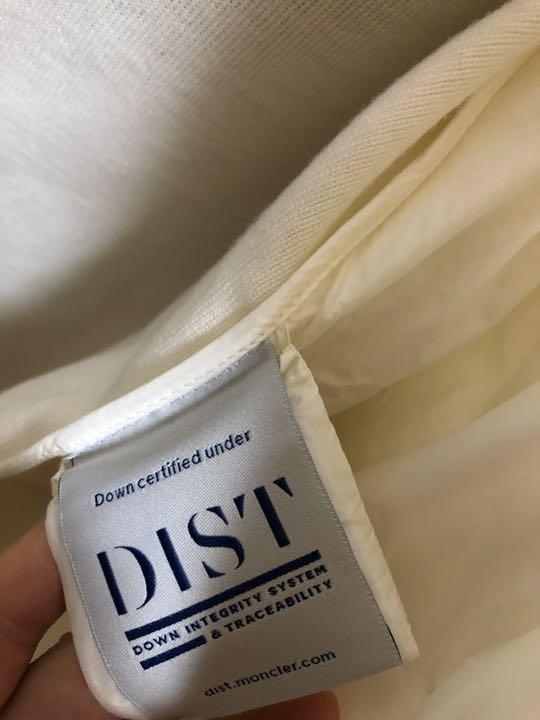 Down certified under
DIST
DOWN INTEGRITY SYSTEM
& TRACEABILITY
dist.moncler.com